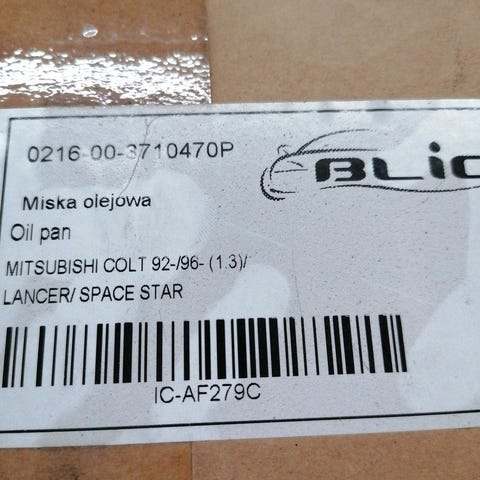 0216-00-3710470P
BLIC
Miska olejowa
Oil pan
MITSUBISHI COLT 92-/96- (1.3)/
LANCER/ SPACE STAR
IC-AF279C